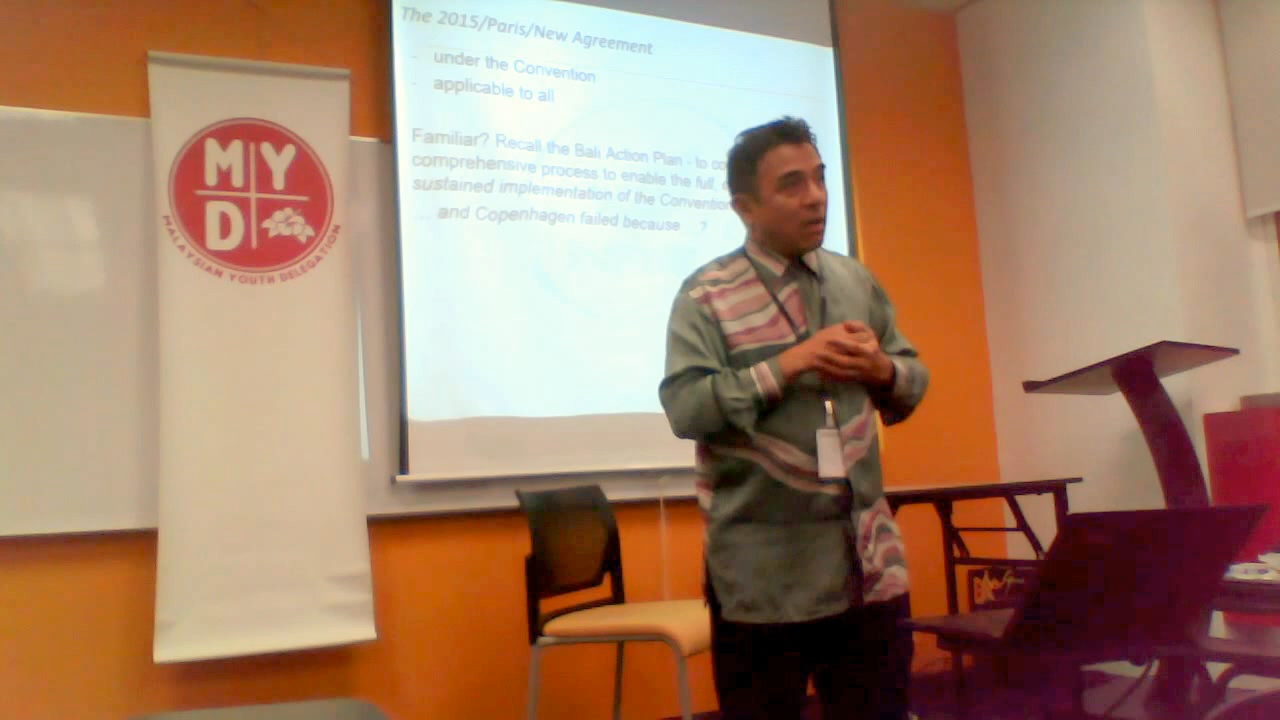 The 2015/Paris/New Agreement
- under the Convention
- applicable to all
Familiar? Recall the Bali Action Plan - to
comprehensive process to enable the full,
sustained implementation of the Convention
... and Copenhagen failed because ?
MY
D
MALAYSIAN YOUTH DELEGATION